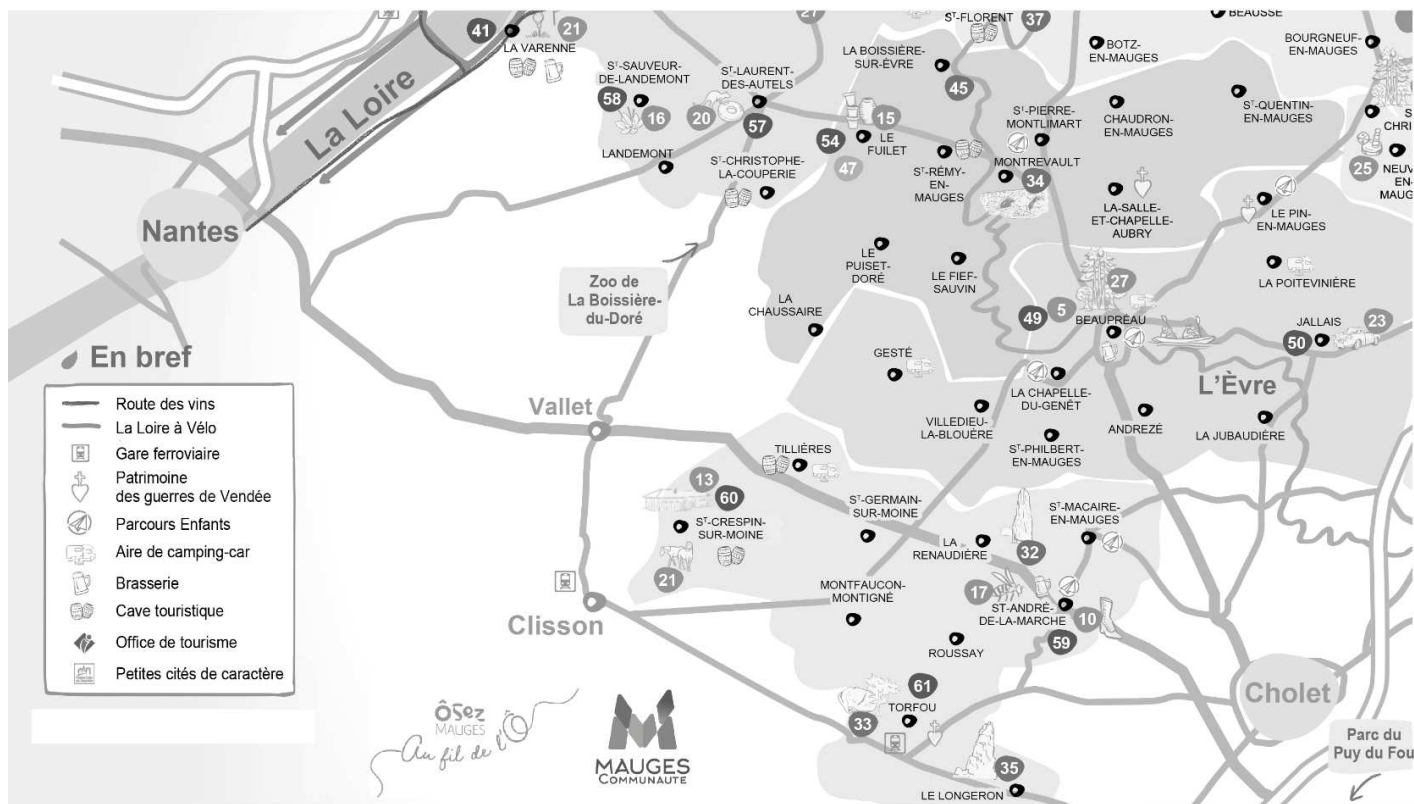 41
21
LA VARENNE
27
Sᵀ-FLORENT
37
BEAUSSE
BOTZ-
EN-MAUGES
BOURGNEUF-
EN-MAUGES
LA BOISSIÈRE-
SUR-ÈVRE
45
Sᵀ-SAUVEUR-
DE-LANDEMONT
58
16
Sᵀ-LAURENT-
DES-AUTELS
20
57
15
54
LE
FUILET
47
Sᵀ-PIERRE-
MONTLIMART
CHAUDRON-
EN-MAUGES
Sᵀ-QUENTIN-
EN-MAUGES
CHRI
25
NEUV
EN-
MAUG
La Loire
LANDEMONT
Sᵀ-CHRISTOPHE-
LA-COUPERIE
Sᵀ-RÉMY-
EN-
MAUGES
MONTREVAULT
34
LA-SALLE-
ET-CHAPELLE-
AUBRY
LE PIN-
EN-MAUGES
Nantes
Zoo de
La Boissière-
du-Doré
LE
PUISET-
DORÉ
LE FIEF-
SAUVIN
LA POITEVINIÈRE
LA
CHAUSSAIRE
49
5
27
BEAUPRÉAU
50
JALLAIS
23
GESTÉ
LA CHAPELLE-
DU-GENÊT
L'Èvre
VILLEDIEU-
LA-BLOUÈRE
ANDREZÉ
LA JUBAUDIÈRE
Sᵀ-PHILBERT-
EN-MAUGES
Vallet
TILLIÈRES
13
60
Sᵀ-CRESPIN-
SUR-MOINE
21
Sᵀ-GERMAIN-
SUR-MOINE
LA
RENAUDIÈRE
32
Sᵀ-MACAIRE-
EN-MAUGES
17
ST-ANDRÉ-
DE-LA-MARCHE
10
59
MONTFAUCON-
MONTIGNÉ
ROUSSAY
Clisson
61
TORFOU
33
35
LE LONGERON
Cholet
Parc du
Puy du Fou
En bref
Route des vins
La Loire à Vélo
Gare ferroviaire
Patrimoine
des guerres de Vendée
Parcours Enfants
Aire de camping-car
Brasserie
Cave touristique
Office de tourisme
Petites cités de caractère
ÔSez
MAUGES
Au fil de l'Ô
MAUGES
COMMUNAUTÉ